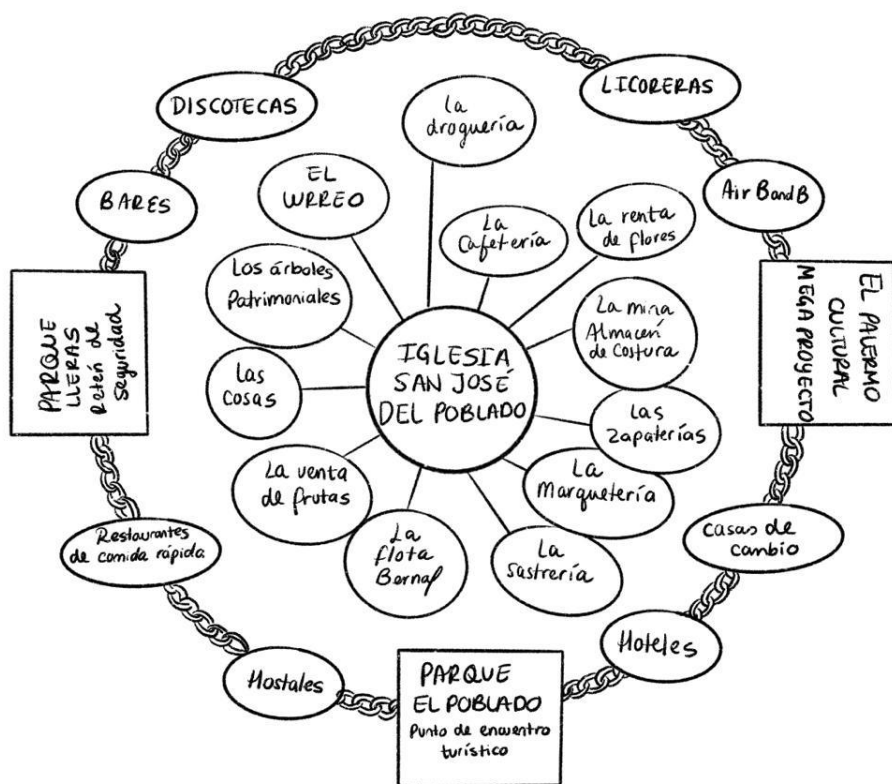 DISCOTECAS
LICORERAS
La
droguería
EL
WRREO
BARES
Air BandB
La
Cafetería
La renta
de flores
Los árboles
Patrimoniales
La mina
Almacén
de Costura
PARQUE
LLERAS
Retén de
Seguridad
EL PALERMO
CULTURAL
MEGA PROYECTO
IGLESIA
SAN JOSÉ
DEL POBLADO
Las
Cosas
Las
Zapaterías
La venta
de frutas
La
Marquetería
La
flota
Bernal
La
Sastrería
Restaurantes
de comida rápida
Casas de
cambio
Hostales
Hoteles
PARQUE
EL POBLADO
Punto de encuentro
turístico